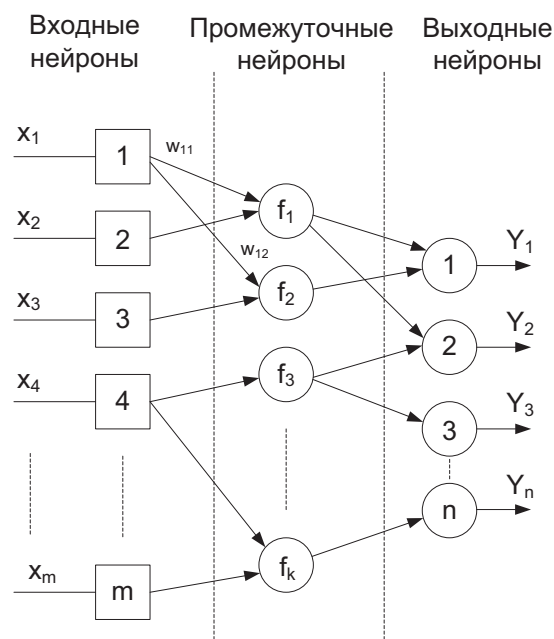 Входные
нейроны
Промежуточные
нейроны
Выходные
нейроны
x₁
1
w₁₁
f₁
x₂
2
w₁₂
1
Y₁
x₃
3
f₂
2
Y₂
x₄
4
f₃
3
Y₃
n
Yₙ
xₘ
m
fₖ